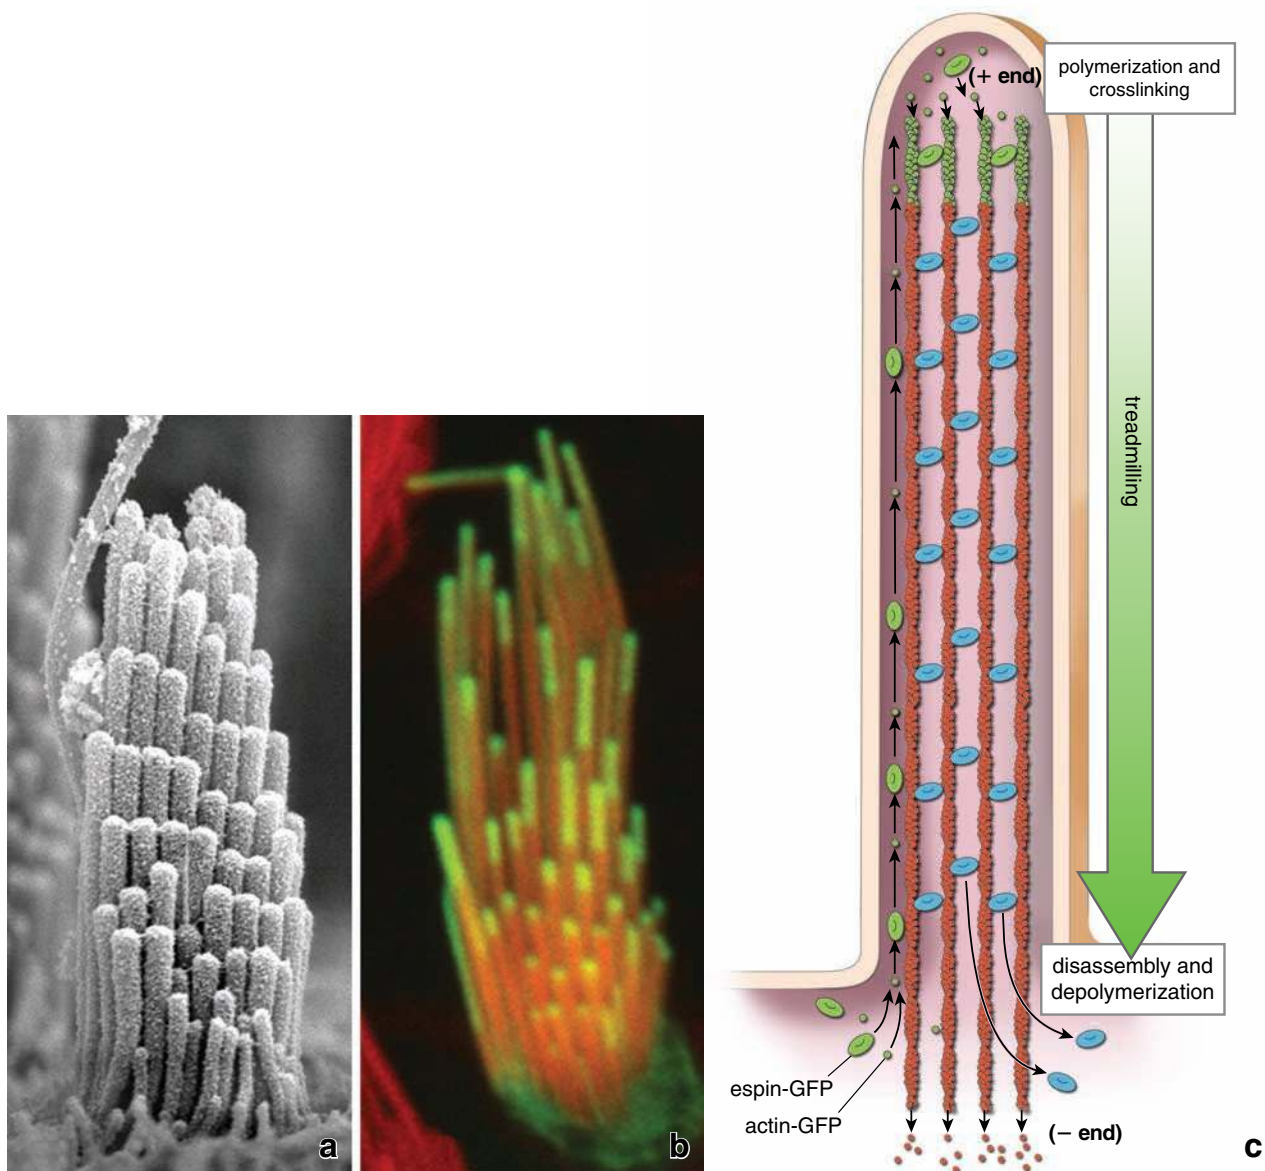 (+ end)
polymerization and
crosslinking
treadmilling
disassembly and
depolymerization
espin-GFP
actin-GFP
(− end)
a
b
c